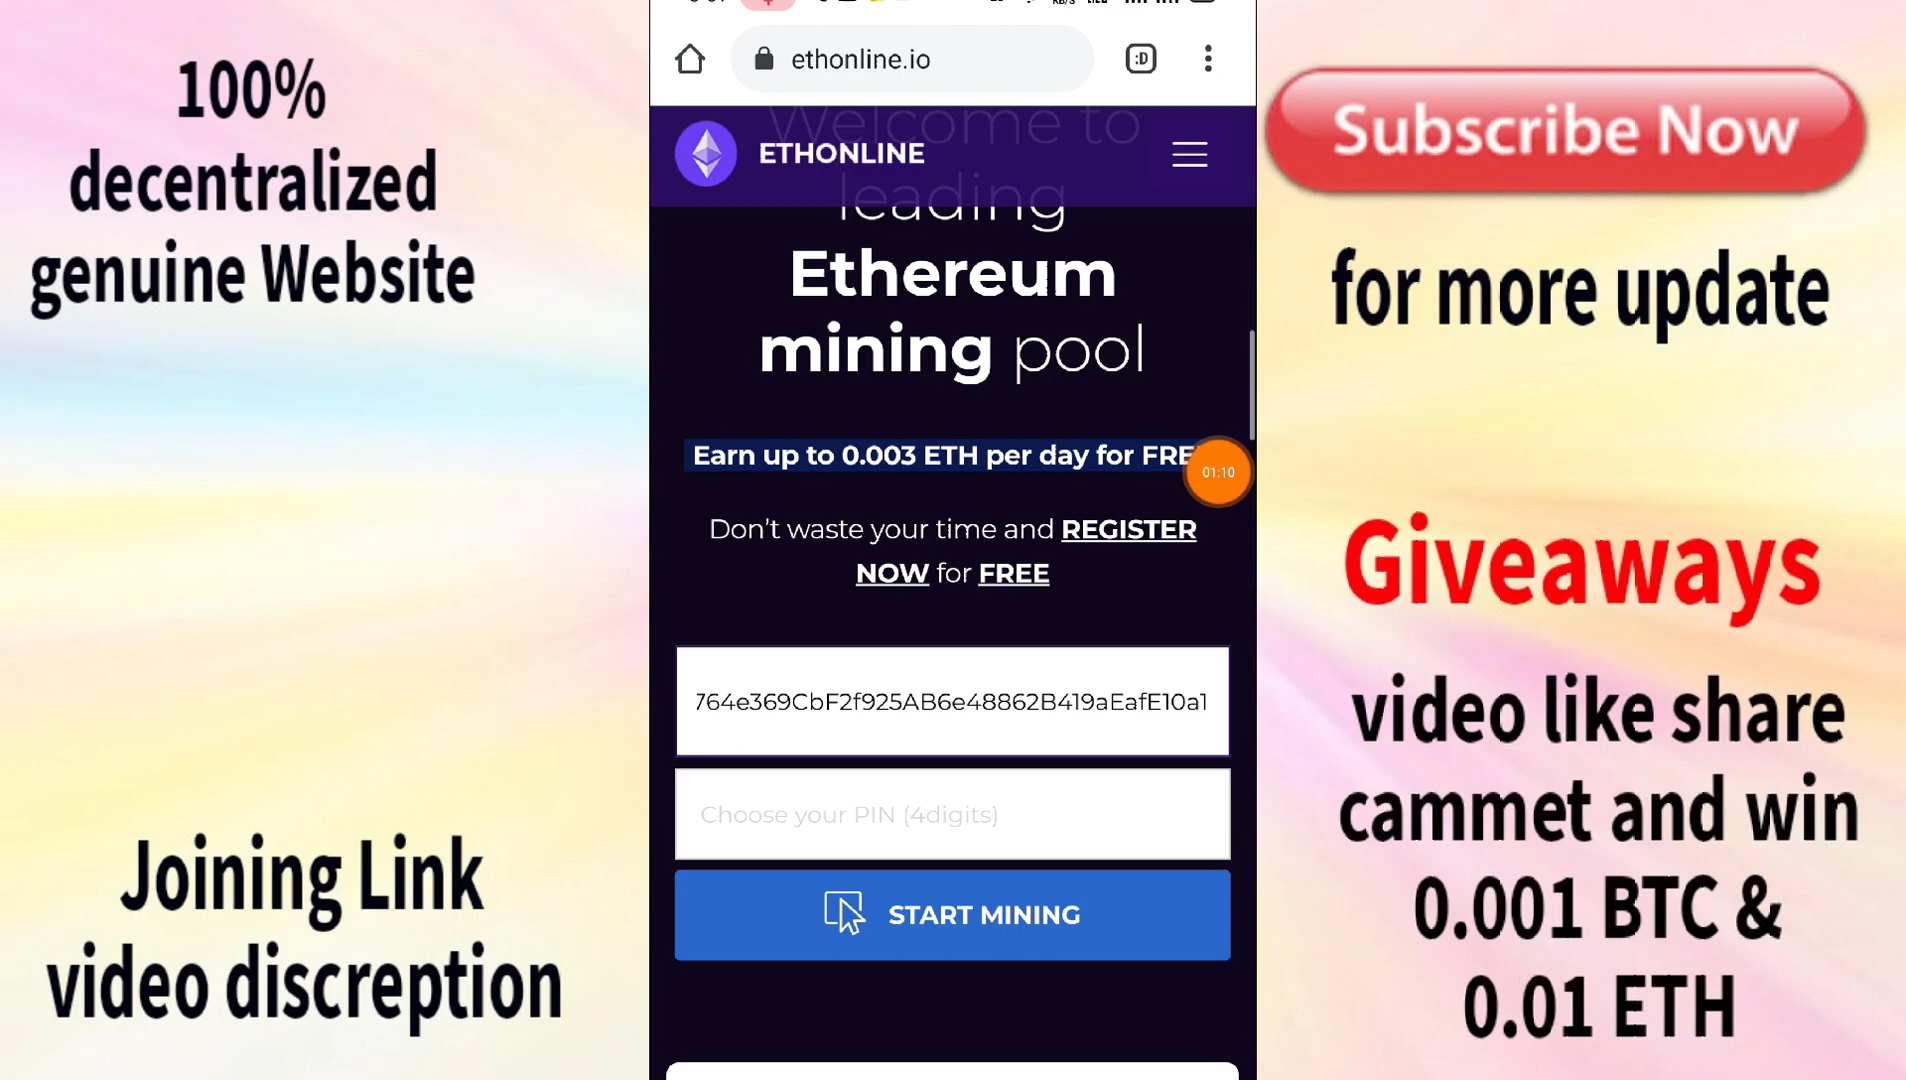 100%
decentralized
genuine Website
Joining Link
video discreption
ethonline.io
:D
ETHONLINE
Welcome to
leading
Ethereum
mining pool
Earn up to 0.003 ETH per day for FRE
01:10
Don't waste your time and REGISTER
NOW for FREE
764e369CbF2f925AB6e48862B419aEafE10a1
Choose your PIN (4digits)
START MINING
Subscribe Now
for more update
Giveaways
video like share
cammet and win
0.001 BTC &
0.01 ETH